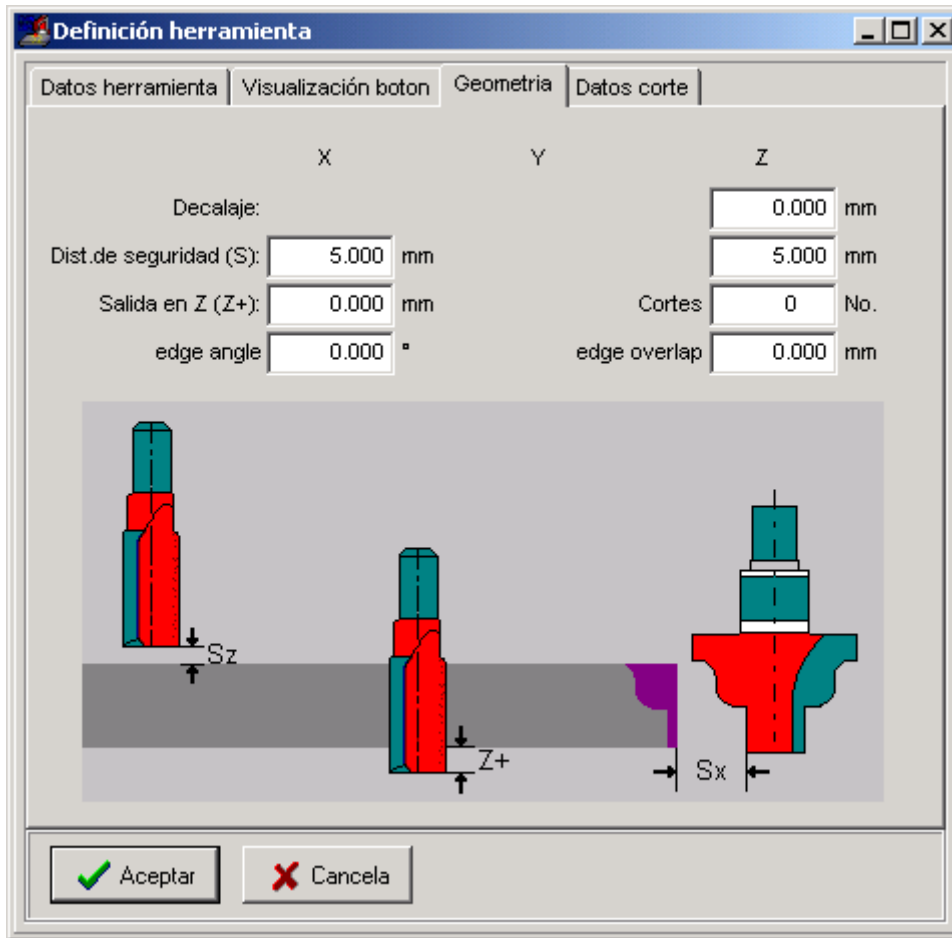 Definición herramienta
Datos herramienta Visualización boton Geometria Datos corte
X Y Z
Decalaje: 0.000 mm
Dist.de seguridad (S): 5.000 mm 5.000 mm
Salida en Z (Z+): 0.000 mm Cortes 0 No.
edge angle 0.000 ° edge overlap 0.000 mm
Sz
Z+
Sx
Aceptar Cancela